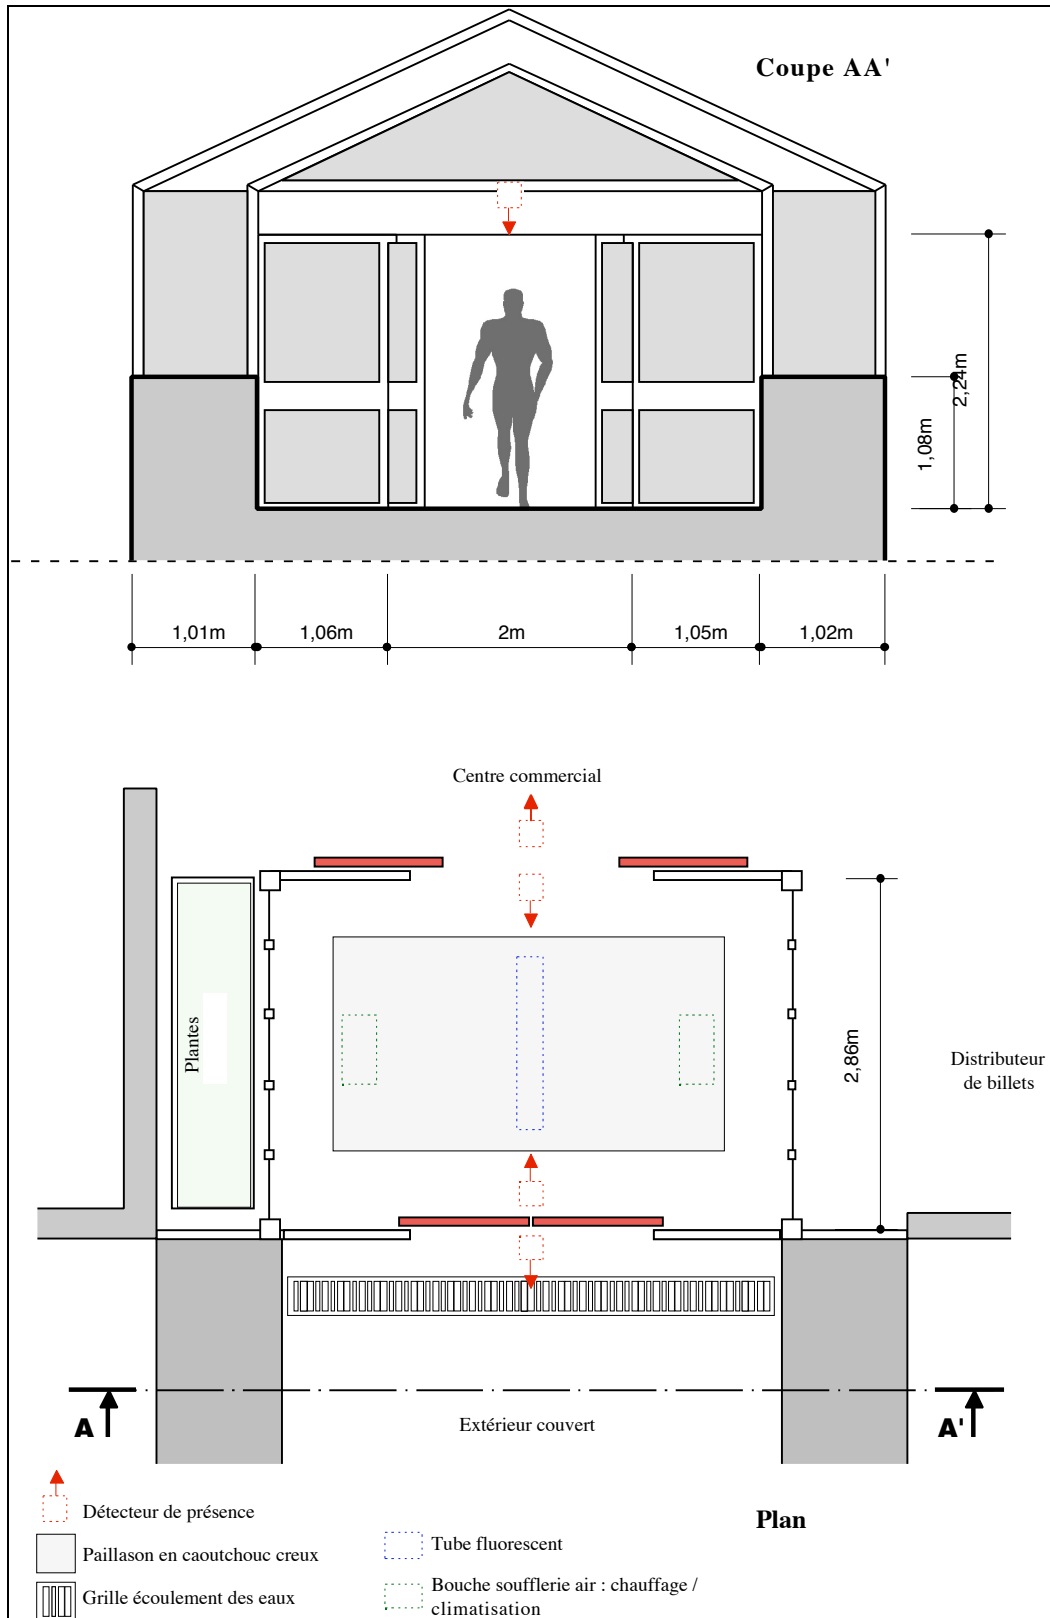 Coupe AA'
2,24m
1,08m
1,01m
1,06m
2m
1,05m
1,02m
Centre commercial
Plantes
2,86m
Distributeur
de billets
A
A'
Extérieur couvert
Détecteur de présence
Plan
Paillason en caoutchouc creux
Tube fluorescent
Grille écoulement des eaux
Bouche soufflerie air : chauffage /
climatisation